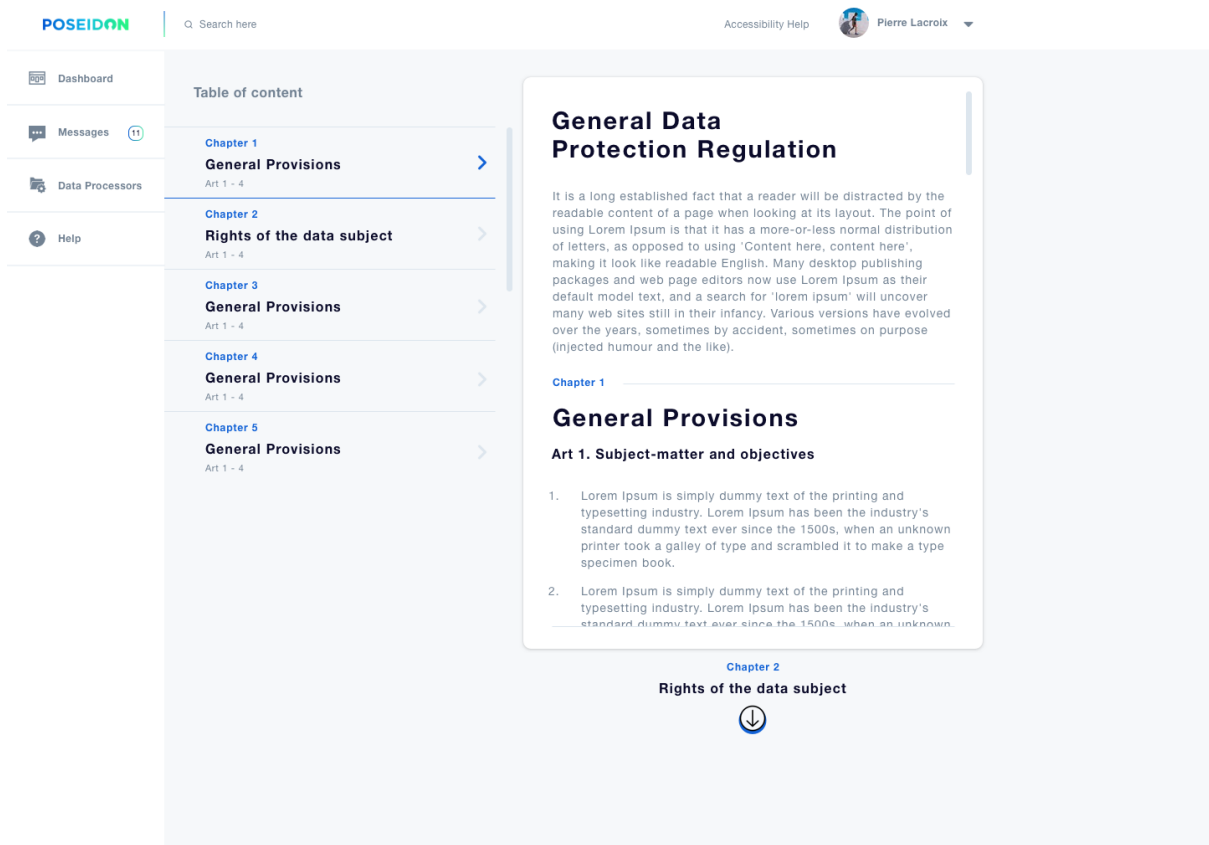 POSEIDON
Search here
Accessibility Help
Pierre Lacroix
Dashboard
Messages
11
Data Processors
Help
Table of content
Chapter 1
General Provisions
Art 1 - 4
Chapter 2
Rights of the data subject
Art 1 - 4
Chapter 3
General Provisions
Art 1 - 4
Chapter 4
General Provisions
Art 1 - 4
Chapter 5
General Provisions
Art 1 - 4
General Data
Protection Regulation
It is a long established fact that a reader will be distracted by the
readable content of a page when looking at its layout. The point of
using Lorem Ipsum is that it has a more-or-less normal distribution
of letters, as opposed to using 'Content here, content here',
making it look like readable English. Many desktop publishing
packages and web page editors now use Lorem Ipsum as their
default model text, and a search for 'lorem ipsum' will uncover
many web sites still in their infancy. Various versions have evolved
over the years, sometimes by accident, sometimes on purpose
(injected humour and the like).
Chapter 1
General Provisions
Art 1. Subject-matter and objectives
1. Lorem Ipsum is simply dummy text of the printing and
typesetting industry. Lorem Ipsum has been the industry's
standard dummy text ever since the 1500s, when an unknown
printer took a galley of type and scrambled it to make a type
specimen book.
2. Lorem Ipsum is simply dummy text of the printing and
typesetting industry. Lorem Ipsum has been the industry's
standard dummy text ever since the 1500s, when an unknown
Chapter 2
Rights of the data subject